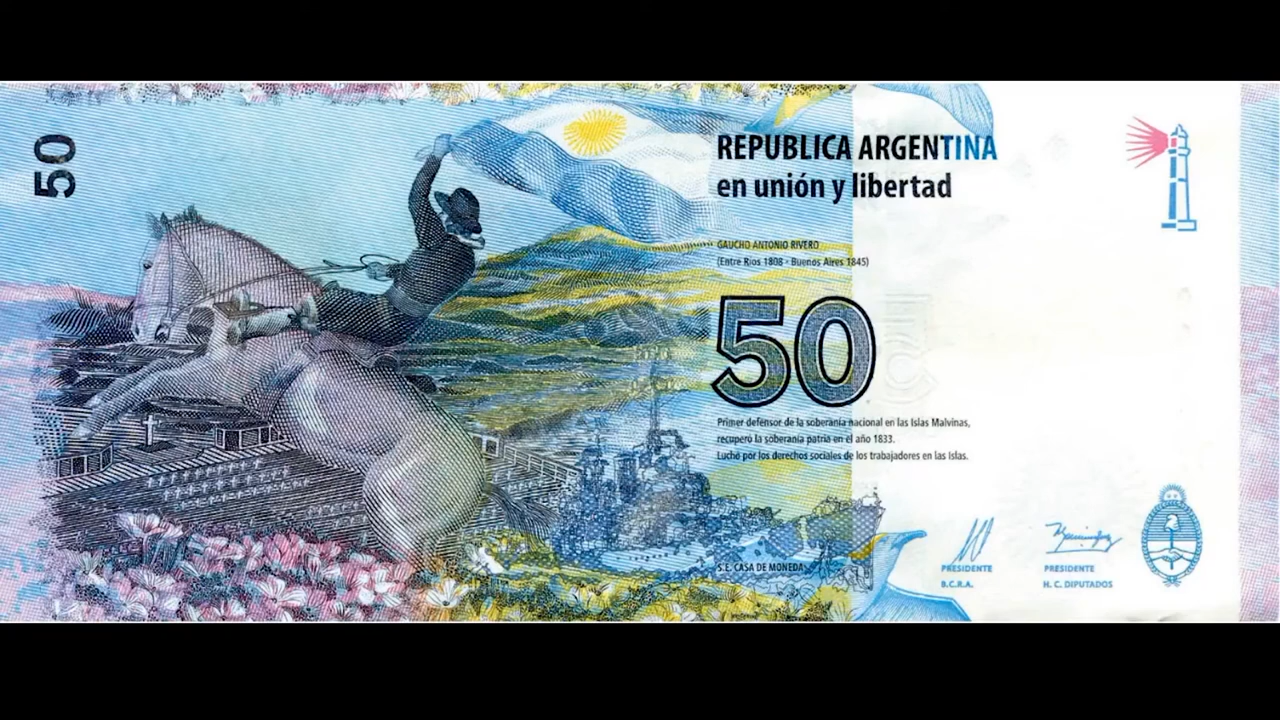 50
REPUBLICA ARGENTINA
en unión y libertad
GAUCHO ANTONIO RIVERO
(Entre Ríos 1808 - Buenos Aires 1845)
50
Primer defensor de la soberanía nacional en las Islas Malvinas,
recuperó la soberanía patria en el año 1833.
Luchó por los derechos sociales de los trabajadores en las Islas.
S.E. CASA DE MONEDA
PRESIDENTE
B.C.R.A.
PRESIDENTE
H. C. DIPUTADOS